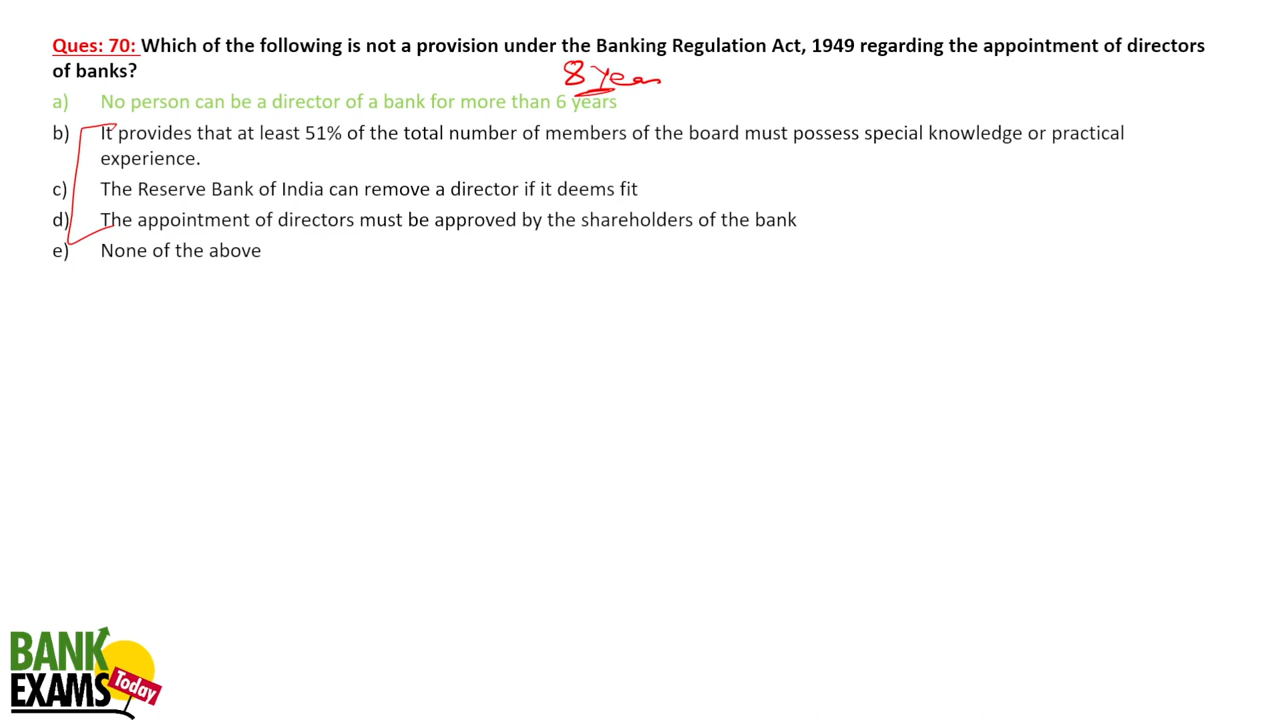 Ques: 70: Which of the following is not a provision under the Banking Regulation Act, 1949 regarding the appointment of directors
of banks?
8 Year
a) No person can be a director of a bank for more than 6 years
b) It provides that at least 51% of the total number of members of the board must possess special knowledge or practical
experience.
c) The Reserve Bank of India can remove a director if it deems fit
d) The appointment of directors must be approved by the shareholders of the bank
e) None of the above
BANK
EXAMS Today